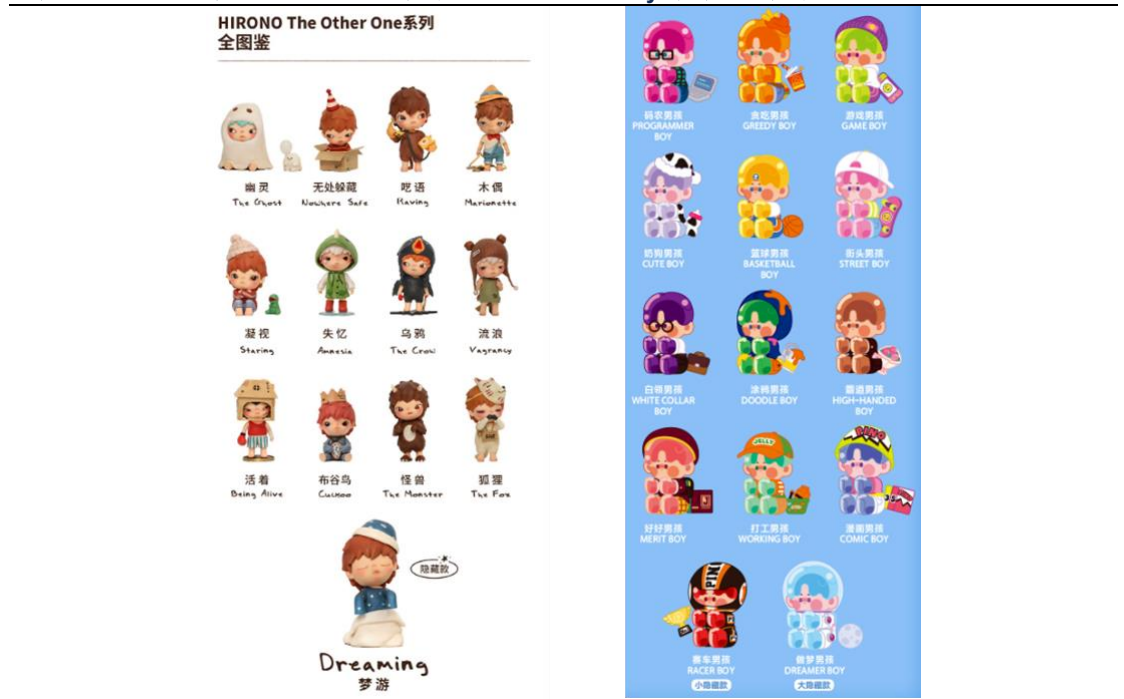 HIRONO The Other One系列
全图鉴
幽灵
The Ghost
无处躲藏
Nowhere Safe
呓语
Raving
木偶
Marionette
凝视
Staring
失忆
Amnesia
乌鸦
The Crow
流浪
Vagrancy
活着
Being Alive
布谷鸟
Cuckoo
怪兽
The Monster
狐狸
The Fox
隐藏款
Dreaming
梦游
码农男孩
PROGRAMMER
BOY
贪吃男孩
GREEDY BOY
游戏男孩
GAME BOY
奶狗男孩
CUTE BOY
篮球男孩
BASKETBALL
BOY
街头男孩
STREET BOY
白领男孩
WHITE COLLAR
BOY
涂鸦男孩
DOODLE BOY
霸道男孩
HIGH-HANDED
BOY
好好男孩
MERIT BOY
JELLY
打工男孩
WORKING BOY
PINO
漫画男孩
COMIC BOY
PINO
赛车男孩
RACER BOY
小隐藏款
做梦男孩
DREAMER BOY
大隐藏款